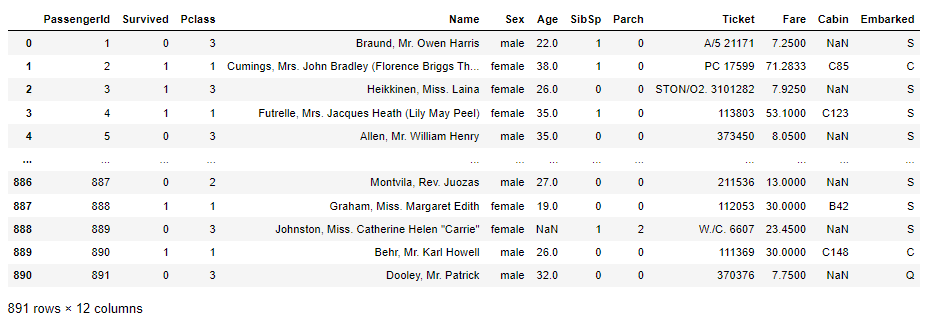 PassengerId Survived Pclass Name Sex Age SibSp Parch Ticket Fare Cabin Embarked
0 1 0 3 Braund, Mr. Owen Harris male 22.0 1 0 A/5 21171 7.2500 NaN S
1 2 1 1 Cumings, Mrs. John Bradley (Florence Briggs Th... female 38.0 1 0 PC 17599 71.2833 C85 C
2 3 1 3 Heikkinen, Miss. Laina female 26.0 0 0 STON/O2. 3101282 7.9250 NaN S
3 4 1 1 Futrelle, Mrs. Jacques Heath (Lily May Peel) female 35.0 1 0 113803 53.1000 C123 S
4 5 0 3 Allen, Mr. William Henry male 35.0 0 0 373450 8.0500 NaN S
... ... ... ... ... ... ... ... ... ... ... ... ...
886 887 0 2 Montvila, Rev. Juozas male 27.0 0 0 211536 13.0000 NaN S
887 888 1 1 Graham, Miss. Margaret Edith female 19.0 0 0 112053 30.0000 B42 S
888 889 0 3 Johnston, Miss. Catherine Helen "Carrie" female NaN 1 2 W./C. 6607 23.4500 NaN S
889 890 1 1 Behr, Mr. Karl Howell male 26.0 0 0 111369 30.0000 C148 C
890 891 0 3 Dooley, Mr. Patrick male 32.0 0 0 370376 7.7500 NaN Q
891 rows × 12 columns